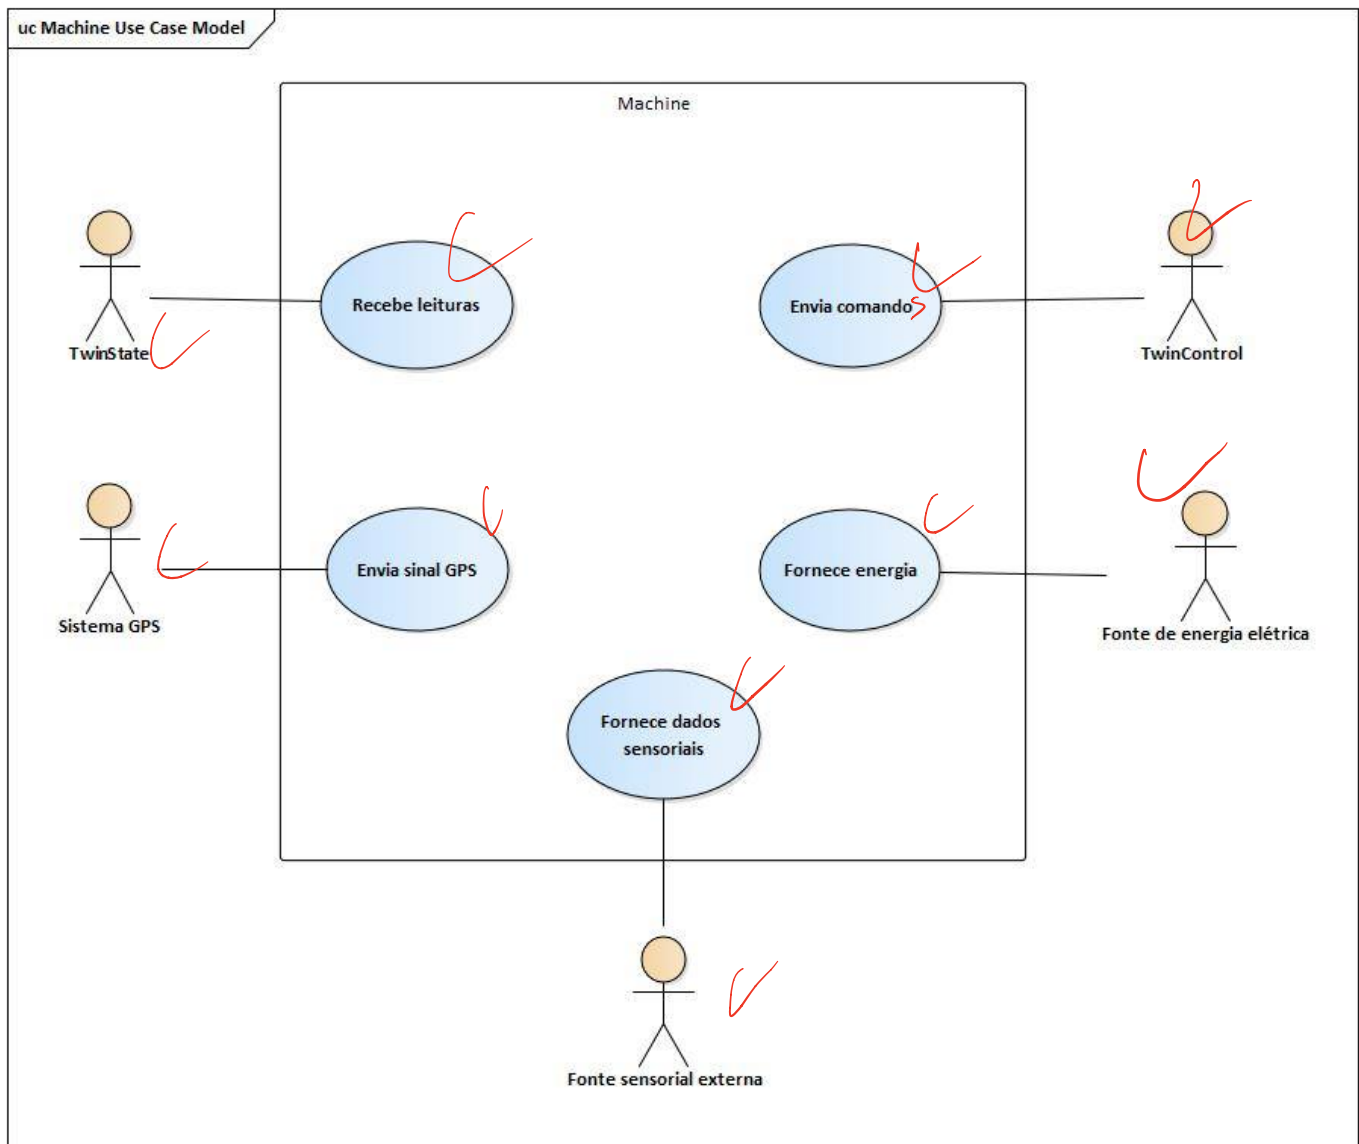 uc Machine Use Case Model
Machine
Recebe leituras
Envia comandos
TwinState
TwinControl
Envia sinal GPS
Fornece energia
Sistema GPS
Fonte de energia elétrica
Fornece dados
sensoriais
Fonte sensorial externa